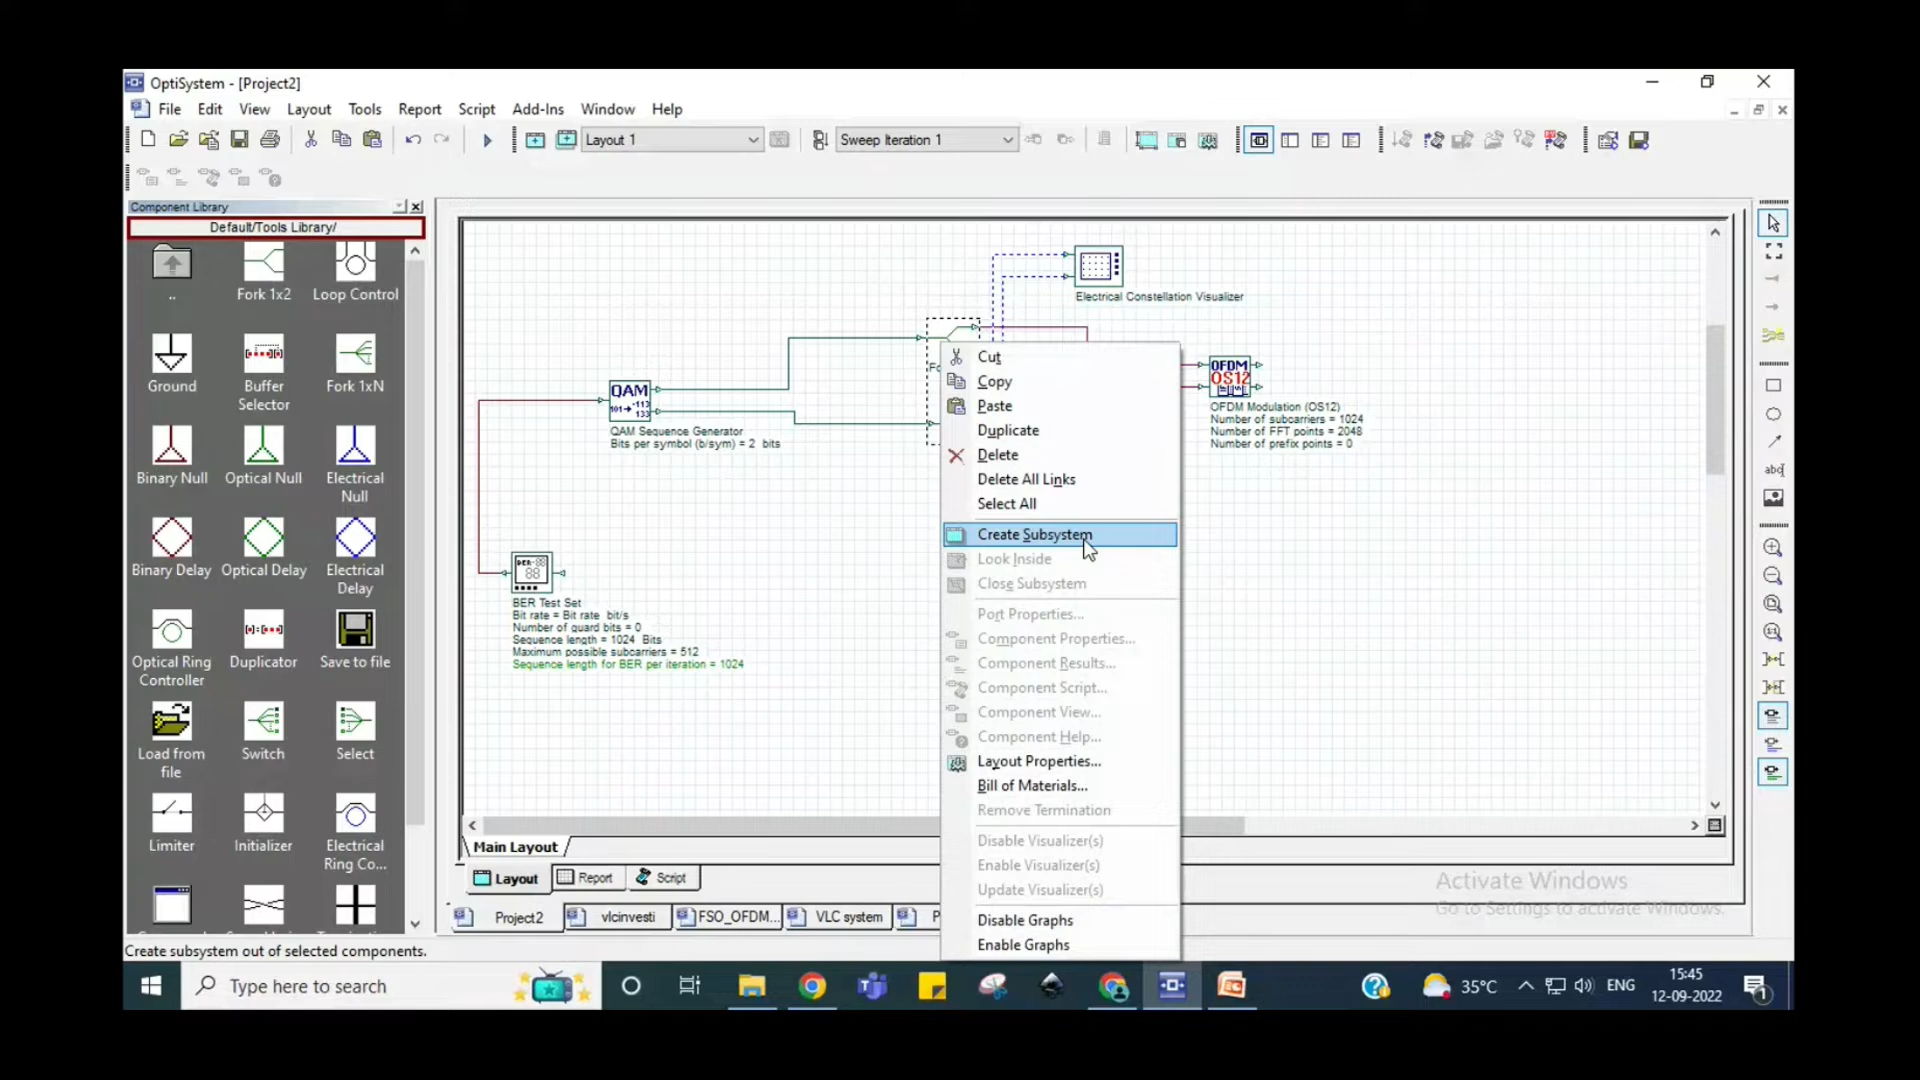 OptiSystem - [Project2]
File Edit View Layout Tools Report Script Add-Ins Window Help
Layout 1
Sweep Iteration 1
Component Library
Default/Tools Library/
.. Fork 1x2 Loop Control
Ground Buffer Selector Fork 1xN
Binary Null Optical Null Electrical Null
Binary Delay Optical Delay Electrical Delay
Optical Ring Controller Duplicator Save to file
Load from file Switch Select
Limiter Initializer Electrical Ring Co...
Electrical Constellation Visualizer
QAM
101→ -113
133
QAM Sequence Generator
Bits per symbol (b/sym) = 2 bits
OFDM
OS12
OFDM Modulation (OS12)
Number of subcarriers = 1024
Number of FFT points = 2048
Number of prefix points = 0
BER Test Set
Bit rate = Bit rate bit/s
Number of guard bits = 0
Sequence length = 1024 Bits
Maximum possible subcarriers = 512
Sequence length for BER per iteration = 1024
Cut
Copy
Paste
Duplicate
Delete
Delete All Links
Select All
Create Subsystem
Look Inside
Close Subsystem
Port Properties...
Component Properties...
Component Results...
Component Script...
Component View...
Component Help...
Layout Properties...
Bill of Materials...
Remove Termination
Disable Visualizer(s)
Enable Visualizer(s)
Update Visualizer(s)
Disable Graphs
Enable Graphs
Main Layout
Layout Report Script
Project2 vlcinvesti FSO_OFDM... VLC system P
Activate Windows
Go to Settings to activate Windows.
Create subsystem out of selected components.
Type here to search
35°C ENG
15:45
12-09-2022
1